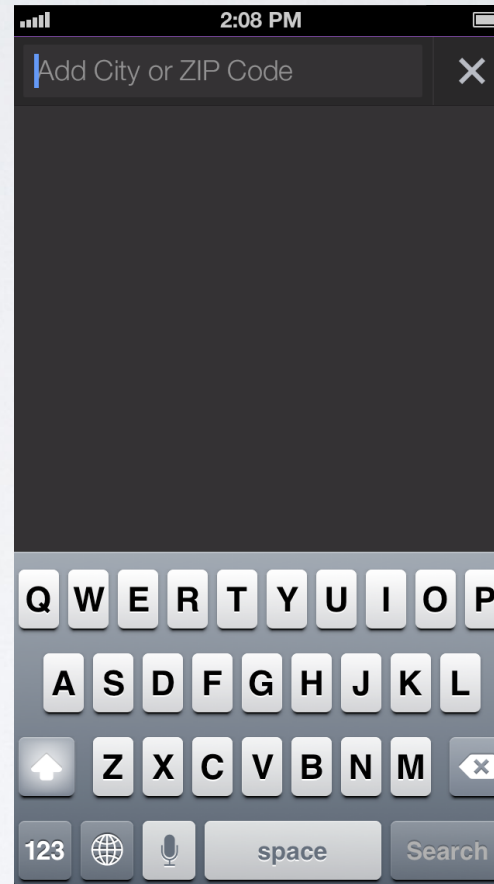 2:08 PM
Add City or ZIP Code
Q W E R T Y U I O P
A S D F G H J K L
Z X C V B N M
123 space Search